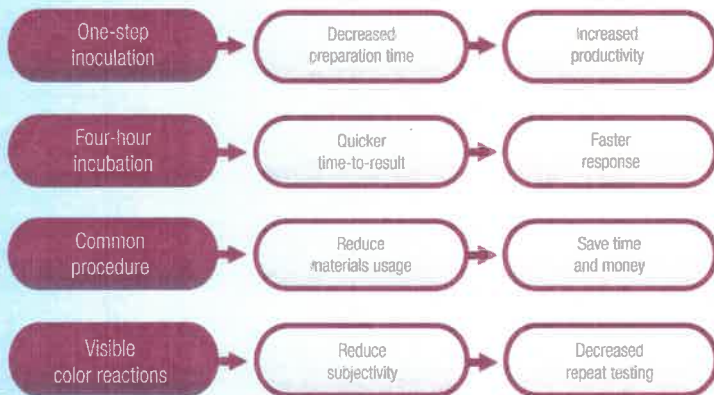 One-step
inoculation
Decreased
preparation time
Increased
productivity
Four-hour
incubation
Quicker
time-to-result
Faster
response
Common
procedure
Reduce
materials usage
Save time
and money
Visible
color reactions
Reduce
subjectivity
Decreased
repeat testing